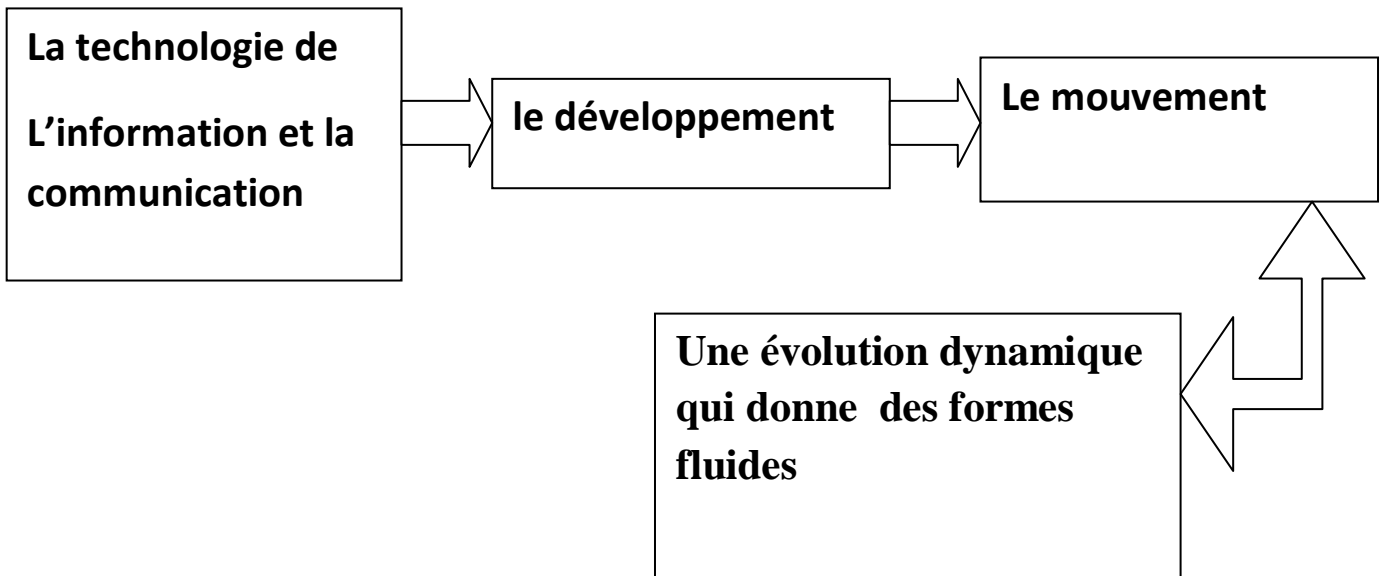 La technologie de
L’information et la
communication
le développement
Le mouvement
Une évolution dynamique
qui donne  des formes
fluides